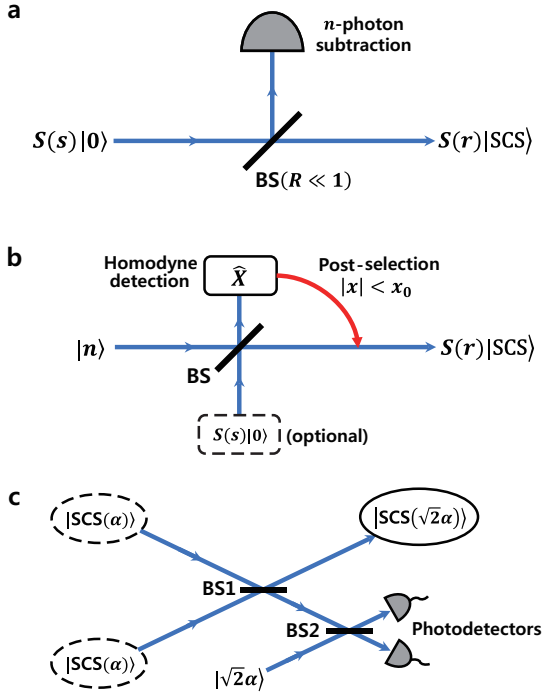 a
n-photon
subtraction
S(s)|0⟩
S(r)|SCS⟩
BS(R ≪ 1)
b
Homodyne
detection
X̂
Post-selection
|x| < x₀
|n⟩
S(r)|SCS⟩
BS
S(s)|0⟩ (optional)
c
|SCS(α)⟩
|SCS(√2α)⟩
BS1
BS2
Photodetectors
|SCS(α)⟩
|√2α⟩